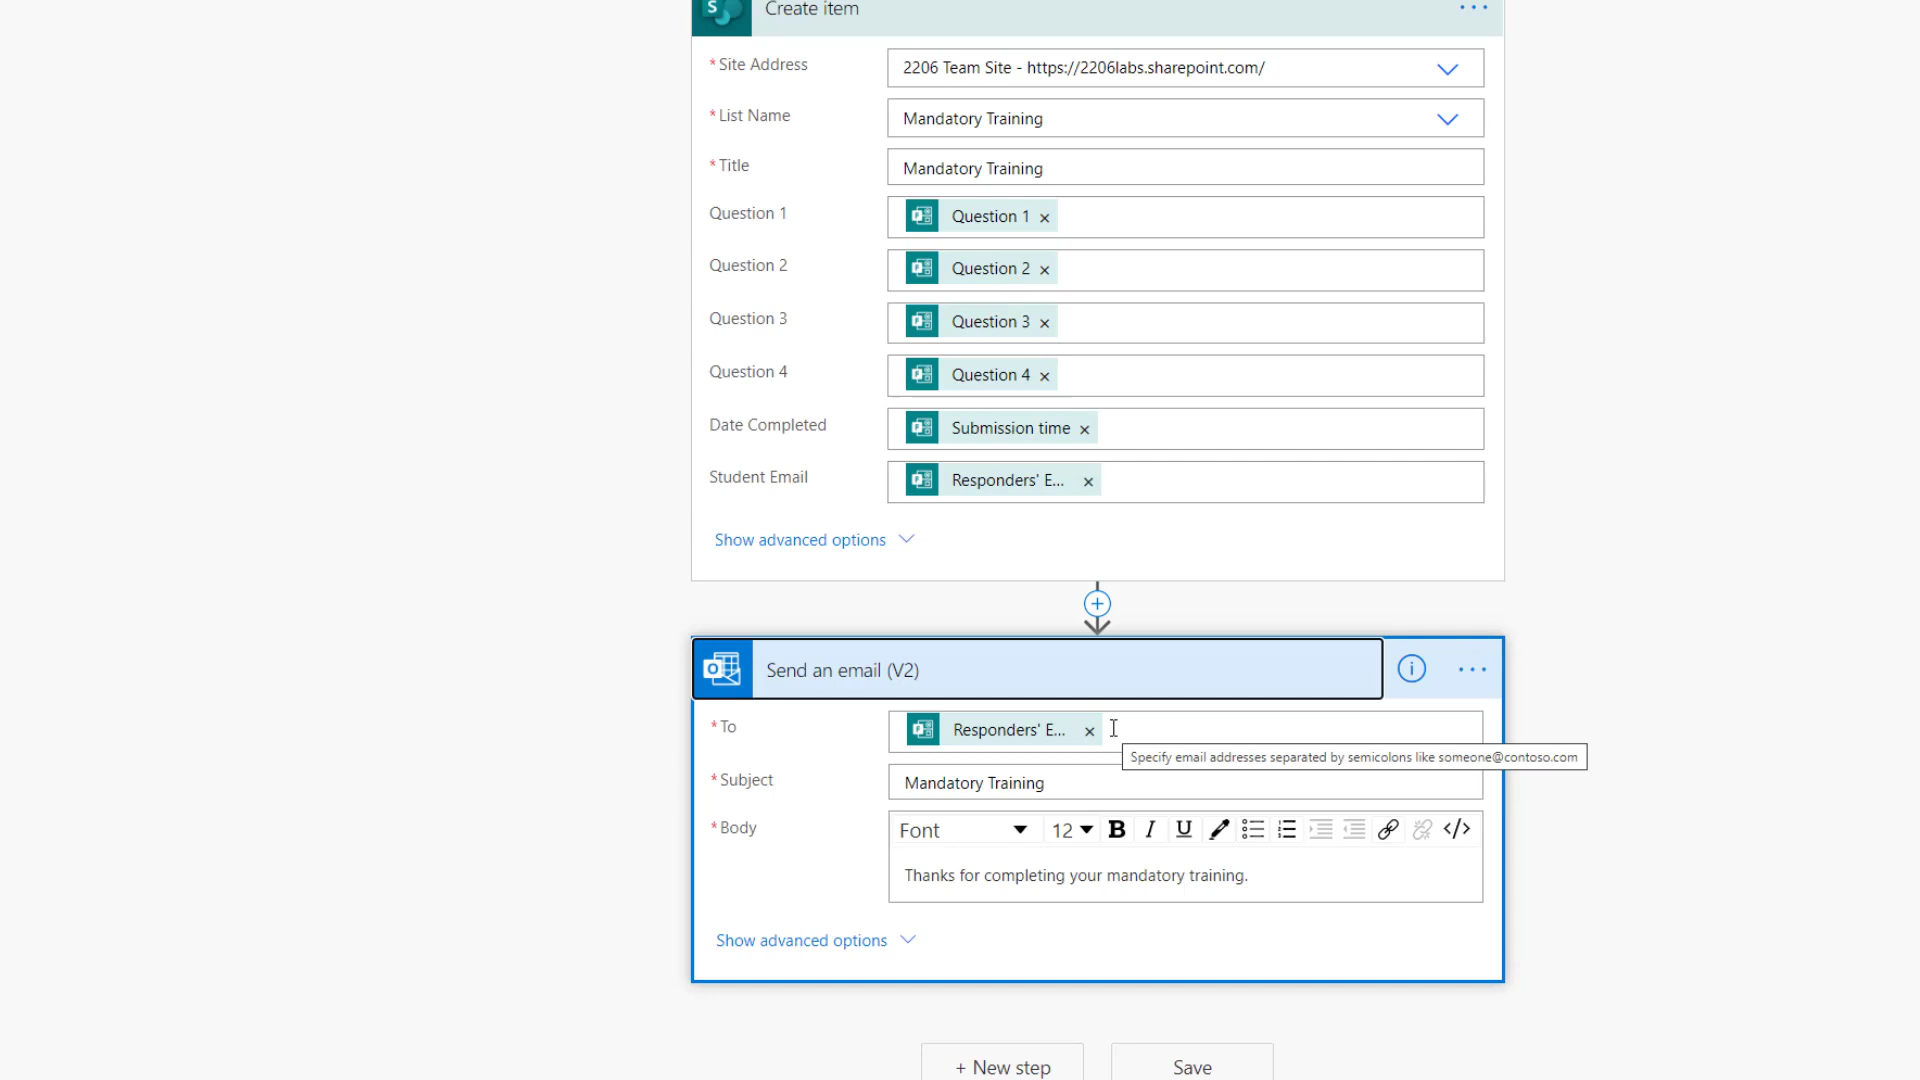 S Create item ...
* Site Address 2206 Team Site - https://2206labs.sharepoint.com/
* List Name Mandatory Training
* Title Mandatory Training
Question 1 Question 1 ×
Question 2 Question 2 ×
Question 3 Question 3 ×
Question 4 Question 4 ×
Date Completed Submission time ×
Student Email Responders' E... ×
Show advanced options
Send an email (V2) i ...
* To Responders' E... ×
Specify email addresses separated by semicolons like someone@contoso.com
* Subject Mandatory Training
* Body Font 12 B I U </>
Thanks for completing your mandatory training.
Show advanced options
+ New step Save